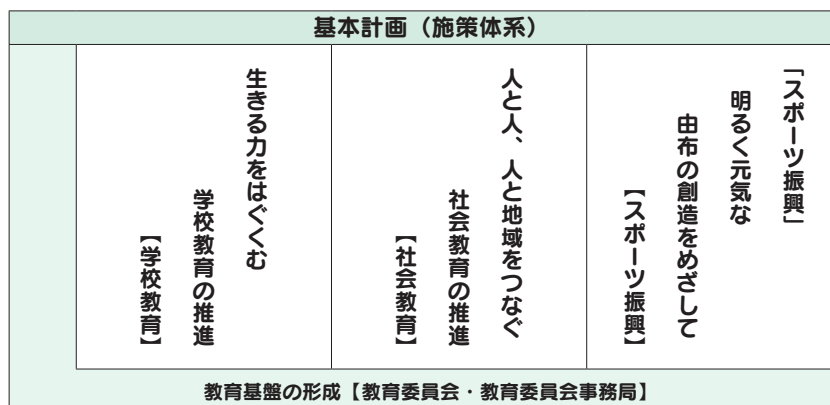 基本計画（施策体系）
「スポーツ振興」
明るく元気な
由布の創造をめざして
【スポーツ振興】
人と人、人と地域をつなぐ
社会教育の推進
【社会教育】
生きる力をはぐくむ
学校教育の推進
【学校教育】
教育基盤の形成【教育委員会・教育委員会事務局】